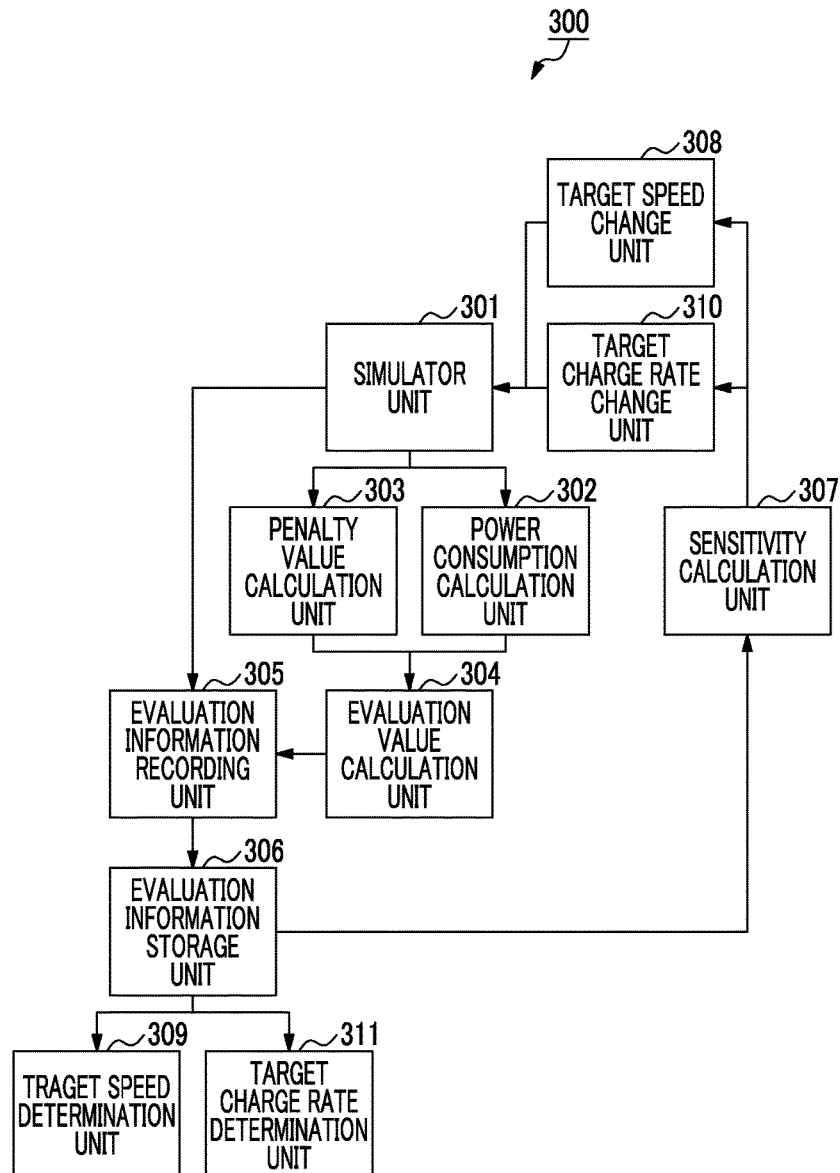 300
308
TARGET SPEED
CHANGE
UNIT
301
SIMULATOR
UNIT
310
TARGET
CHARGE RATE
CHANGE
UNIT
303
PENALTY
VALUE
CALCULATION
UNIT
302
POWER
CONSUMPTION
CALCULATION
UNIT
307
SENSITIVITY
CALCULATION
UNIT
305
EVALUATION
INFORMATION
RECORDING
UNIT
304
EVALUATION
VALUE
CALCULATION
UNIT
306
EVALUATION
INFORMATION
STORAGE
UNIT
309
TRAGET SPEED
DETERMINATION
UNIT
311
TARGET
CHARGE RATE
DETERMINATION
UNIT